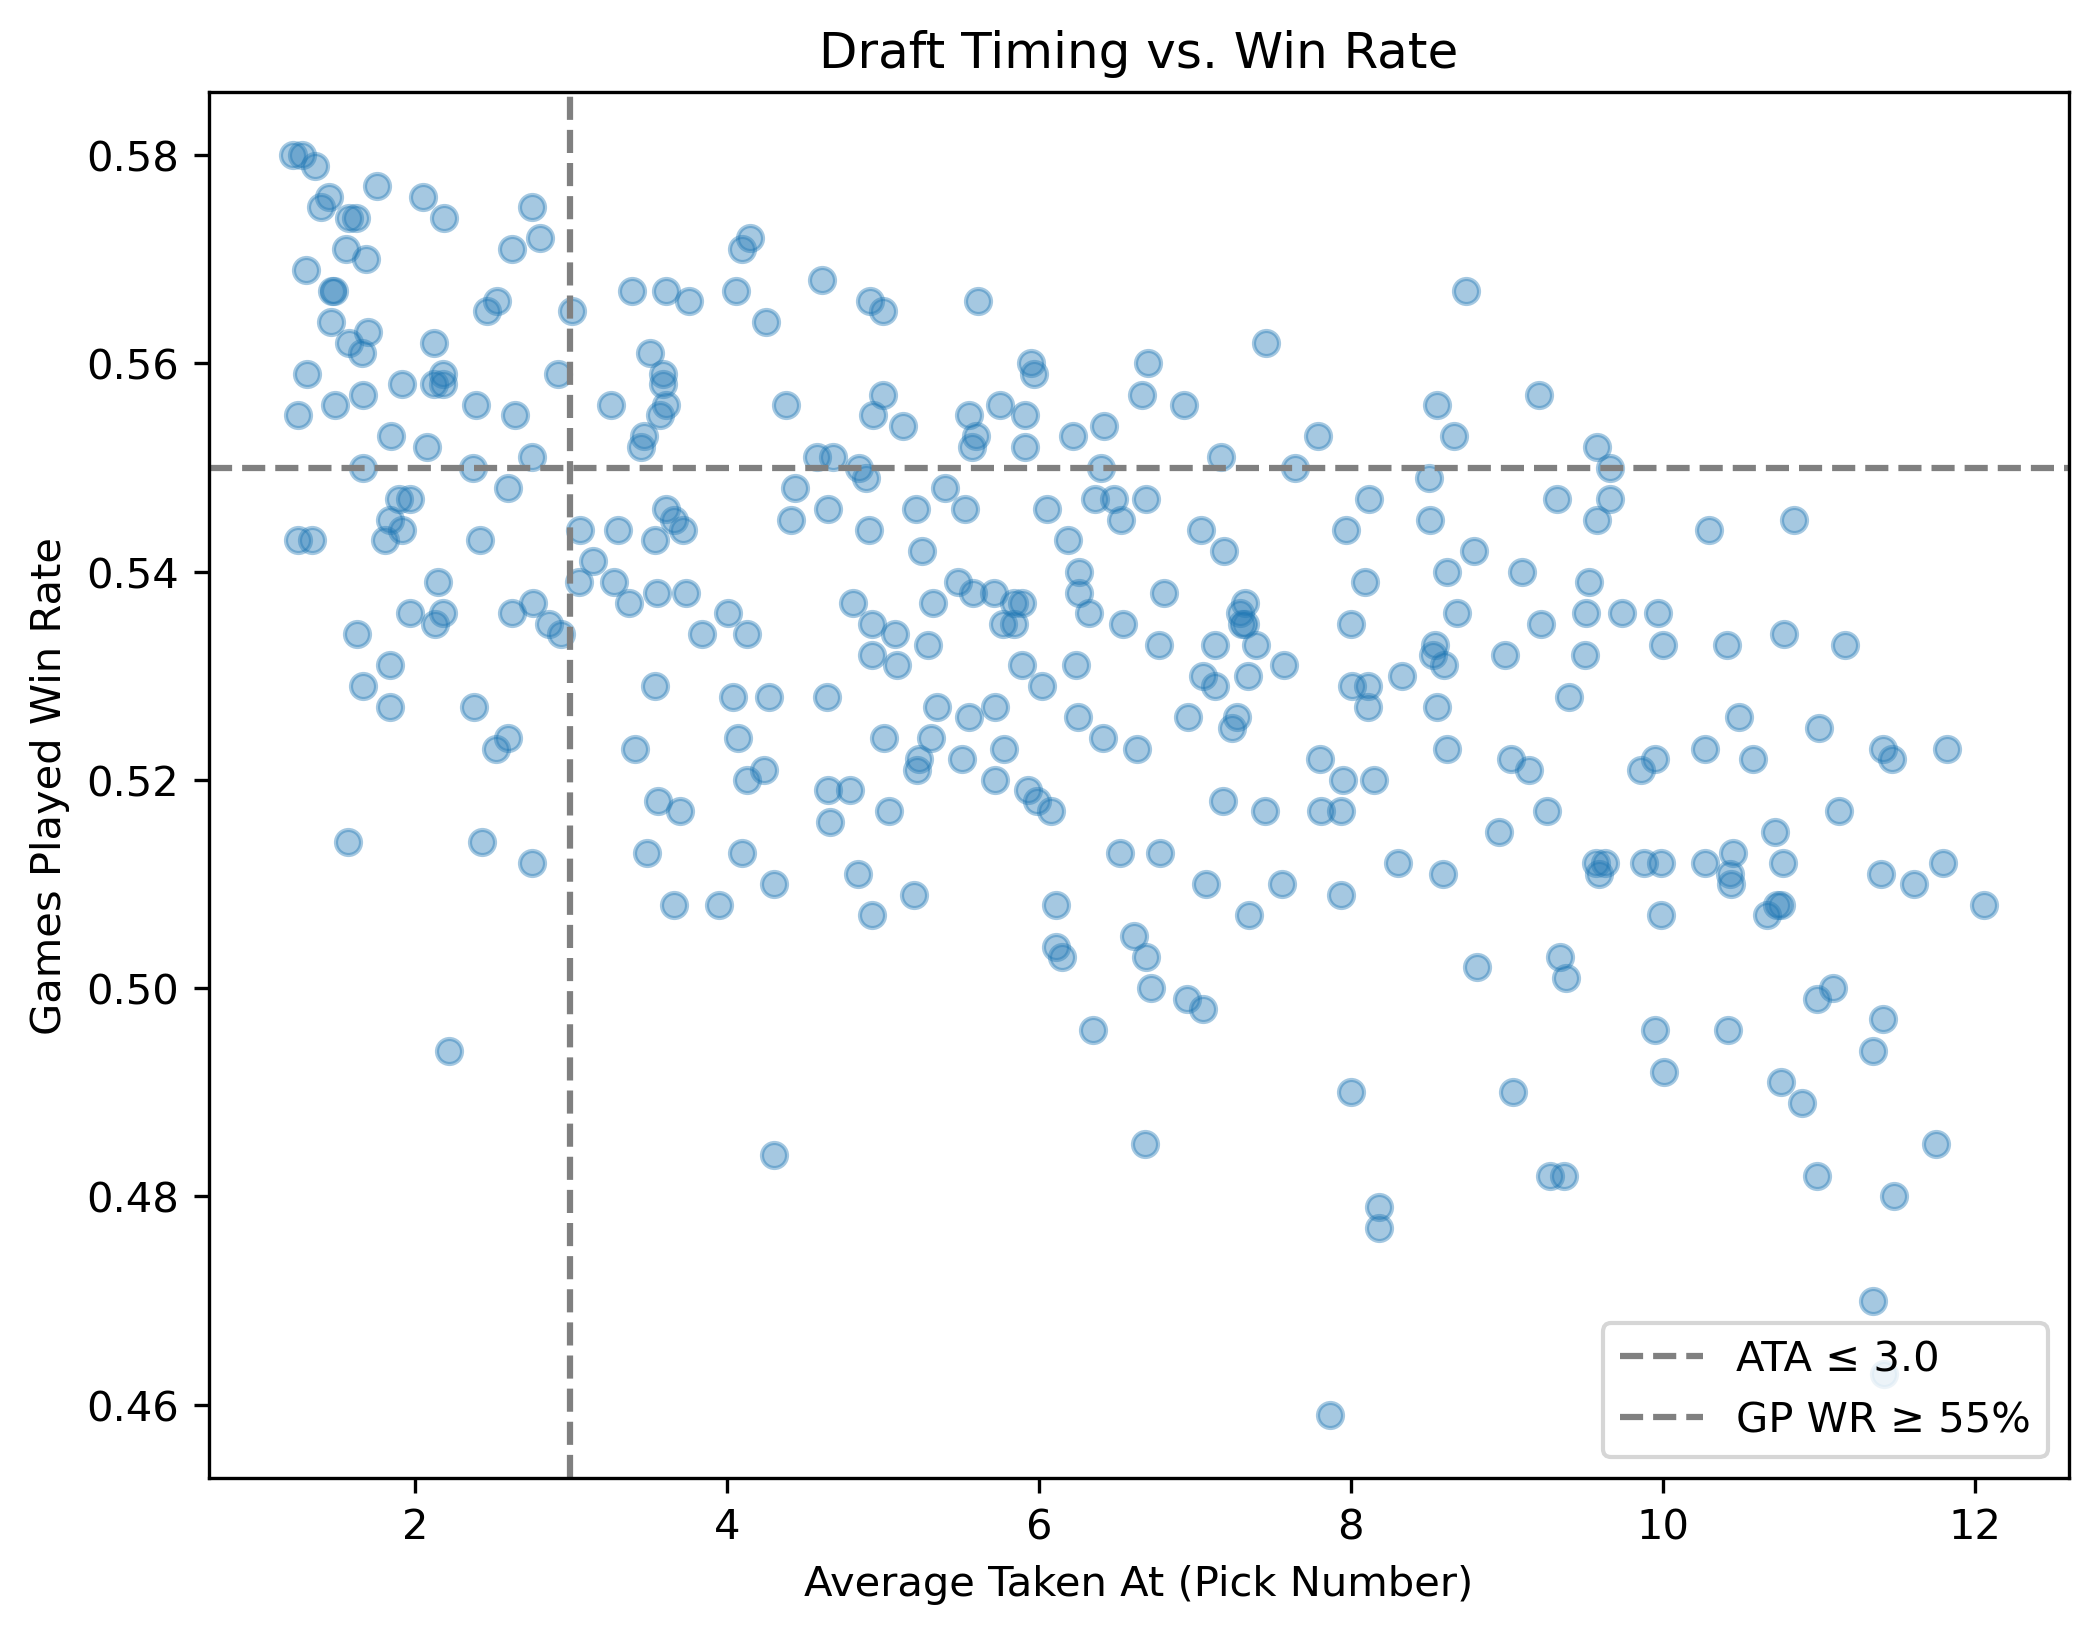 Draft Timing vs. Win Rate
0.58
0.56
0.54
0.52
0.50
0.48
0.46
Games Played Win Rate
ATA ≤ 3.0
GP WR ≥ 55%
2 4 6 8 10 12
Average Taken At (Pick Number)